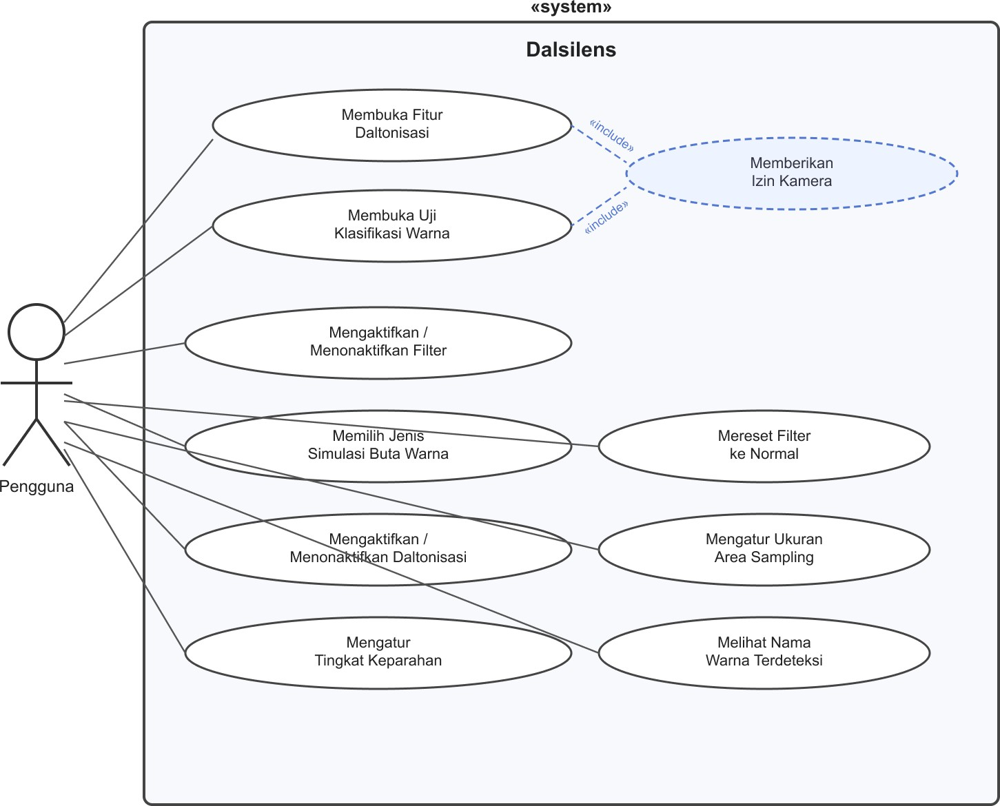 «system»
Dalsilens
Membuka Fitur
Daltonisasi
«include»
Memberikan
Izin Kamera
Membuka Uji
Klasifikasi Warna
«include»
Mengaktifkan /
Menonaktifkan Filter
Memilih Jenis
Simulasi Buta Warna
Mereset Filter
ke Normal
Pengguna
Mengaktifkan /
Menonaktifkan Daltonisasi
Mengatur Ukuran
Area Sampling
Mengatur
Tingkat Keparahan
Melihat Nama
Warna Terdeteksi